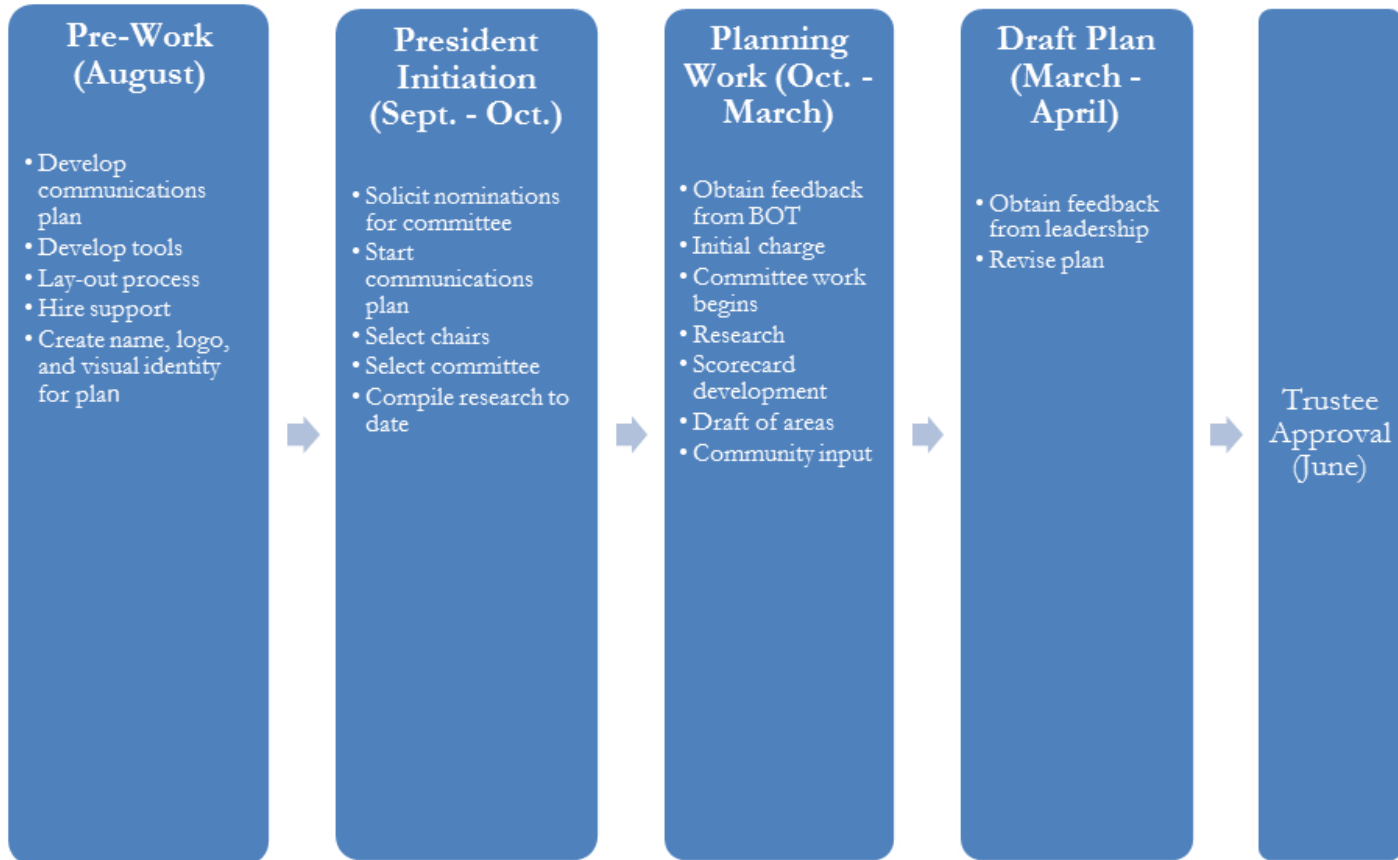 Pre-Work
(August)
• Develop
communications
plan
• Develop tools
• Lay-out process
• Hire support
• Create name, logo,
and visual identity
for plan
President
Initiation
(Sept. - Oct.)
• Solicit nominations
for committee
• Start
communications
plan
• Select chairs
• Select committee
• Compile research to
date
Planning
Work (Oct. -
March)
• Obtain feedback
from BOT
• Initial charge
• Committee work
begins
• Research
• Scorecard
development
• Draft of areas
• Community input
Draft Plan
(March -
April)
• Obtain feedback
from leadership
• Revise plan
Trustee
Approval
(June)